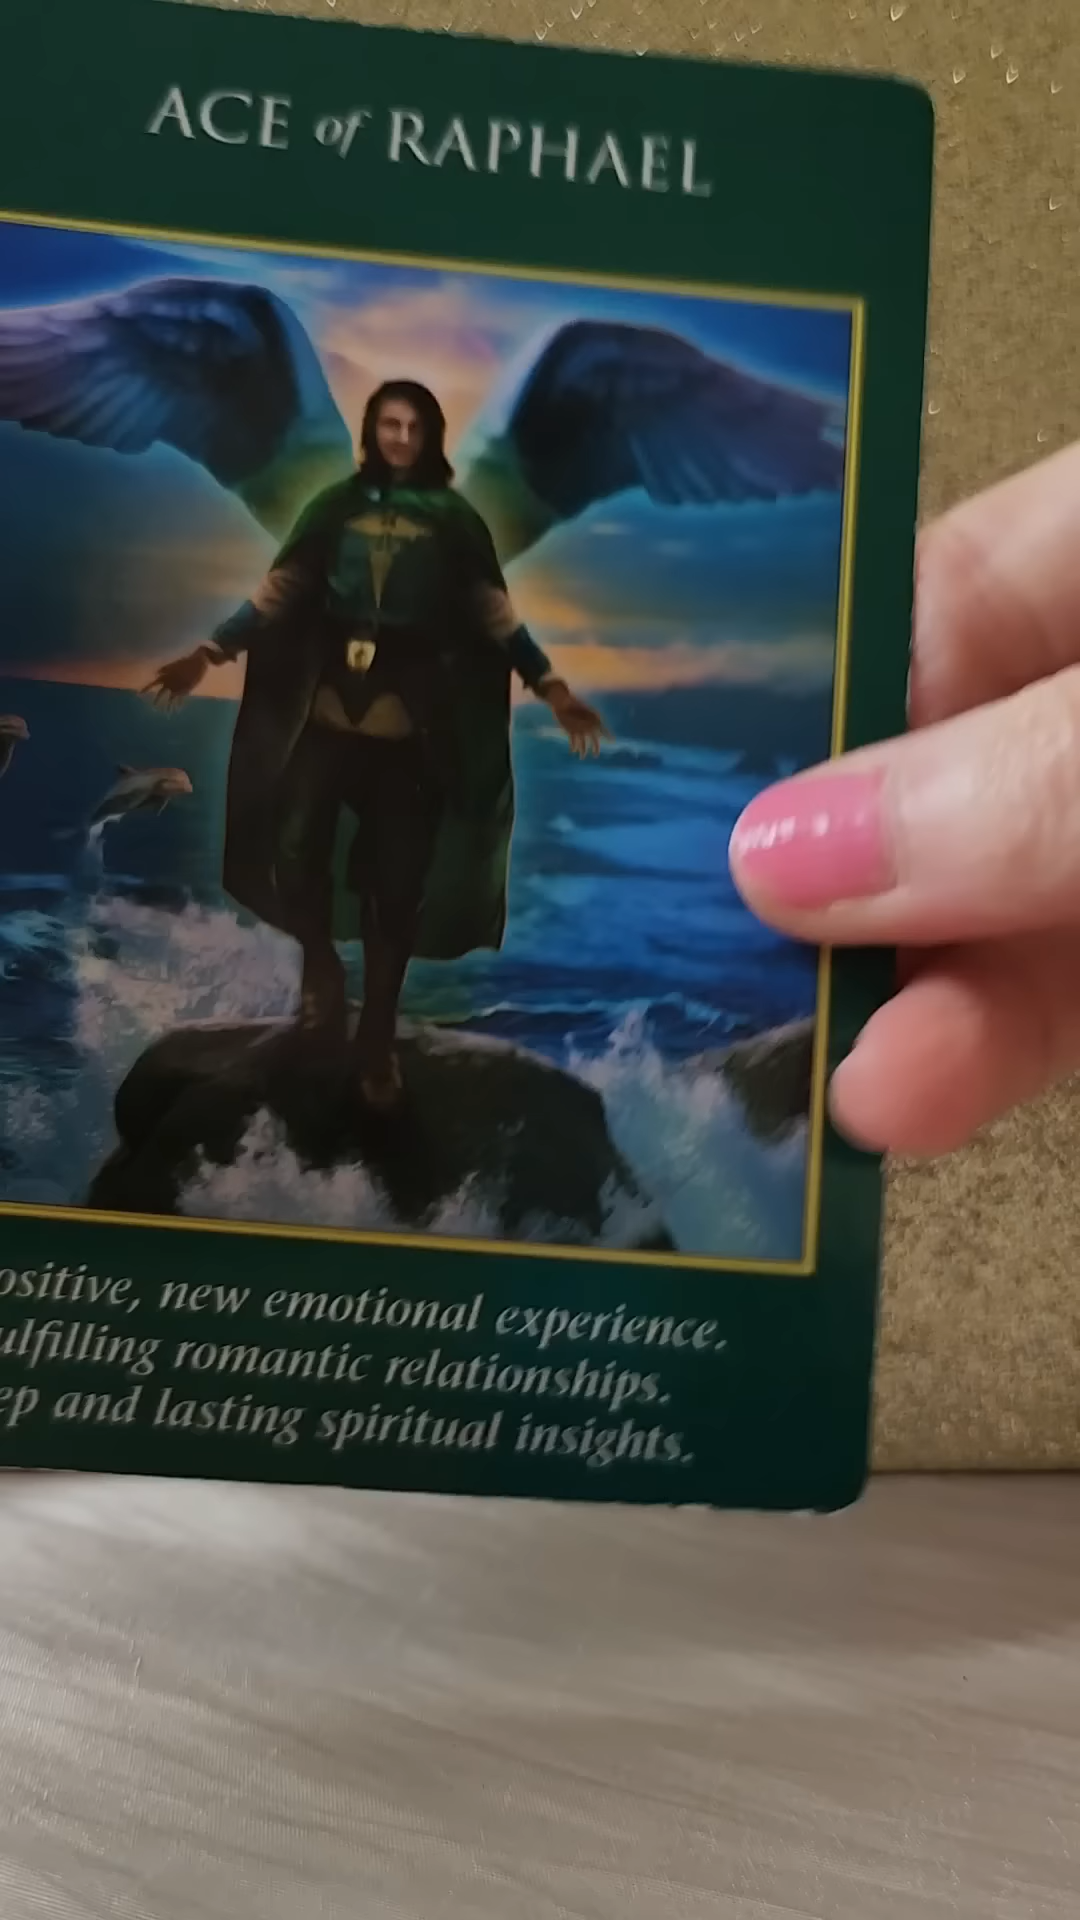 ACE of RAPHAEL
ositive, new emotional experience.
ulfilling romantic relationships.
ep and lasting spiritual insights.